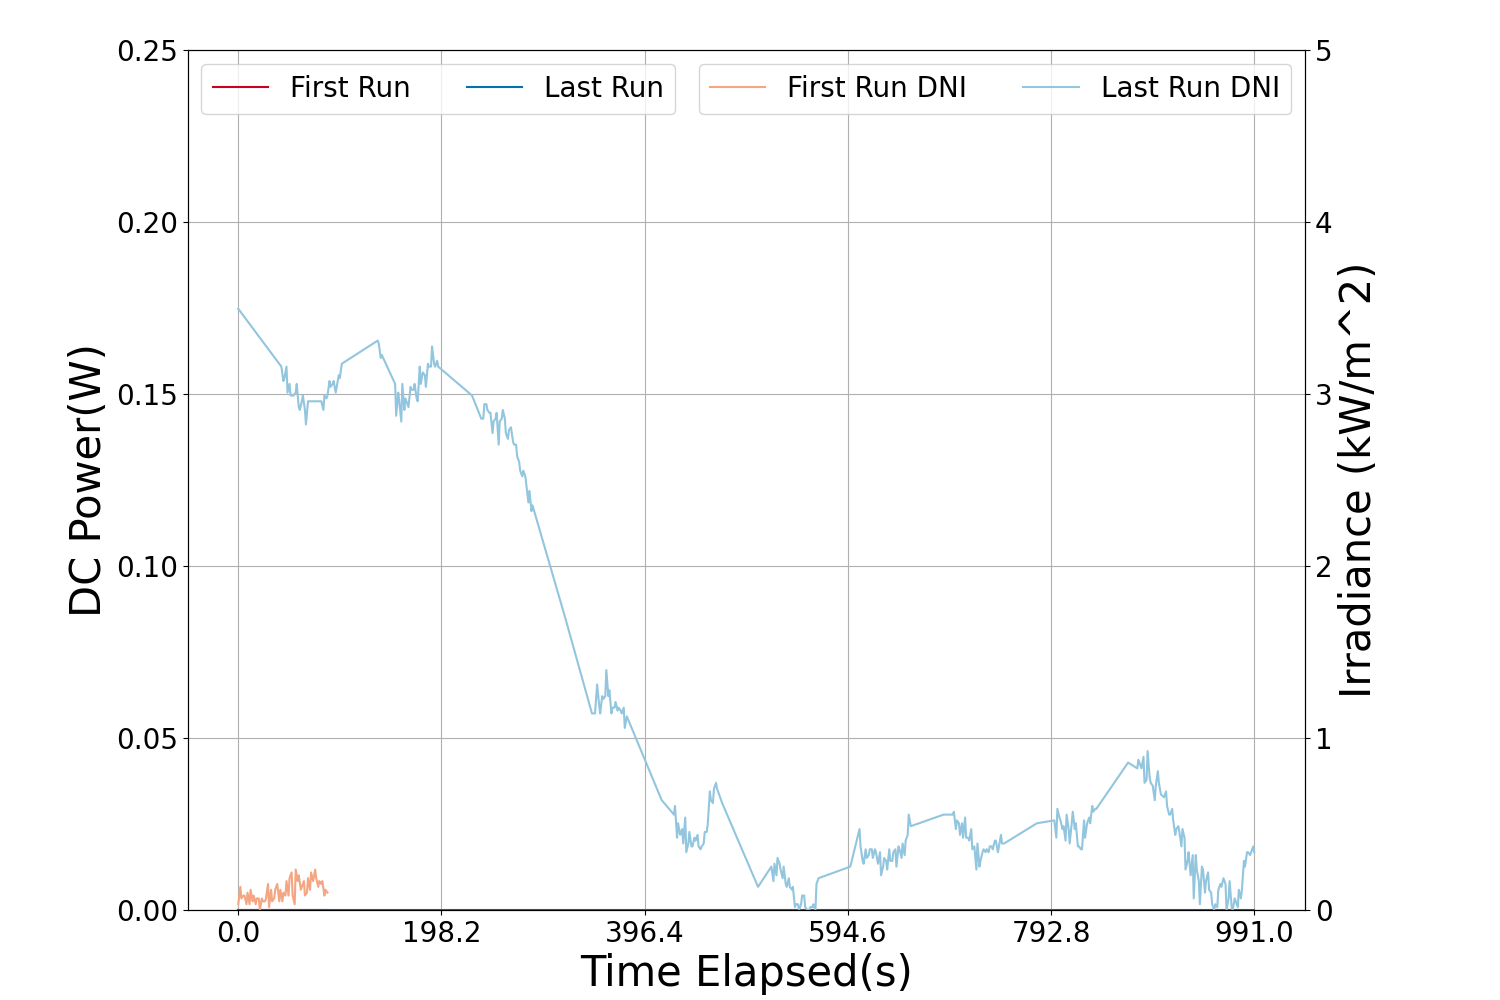 First Run
Last Run
First Run DNI
Last Run DNI
0.25
0.20
0.15
0.10
0.05
0.00
DC Power(W)
5
4
3
2
1
0
Irradiance (kW/m^2)
0.0 198.2 396.4 594.6 792.8 991.0
Time Elapsed(s)